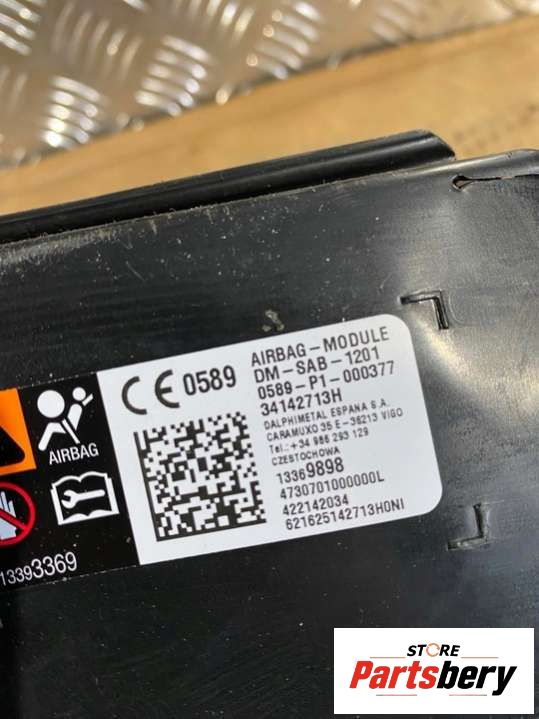 CE 0589
AIRBAG-MODULE
DM-SAB-1201
0589-P1-000377
34142713H
DALPHIMETAL ESPANA S.A.
CARAMUXO 35 E-36213 VIGO
Tel.:+34 986 293 129
CZESTOCHOWA
13369898
4730701000000L
422142034
621625142713H0NI
AIRBAG
13393369
STORE
Partsbery